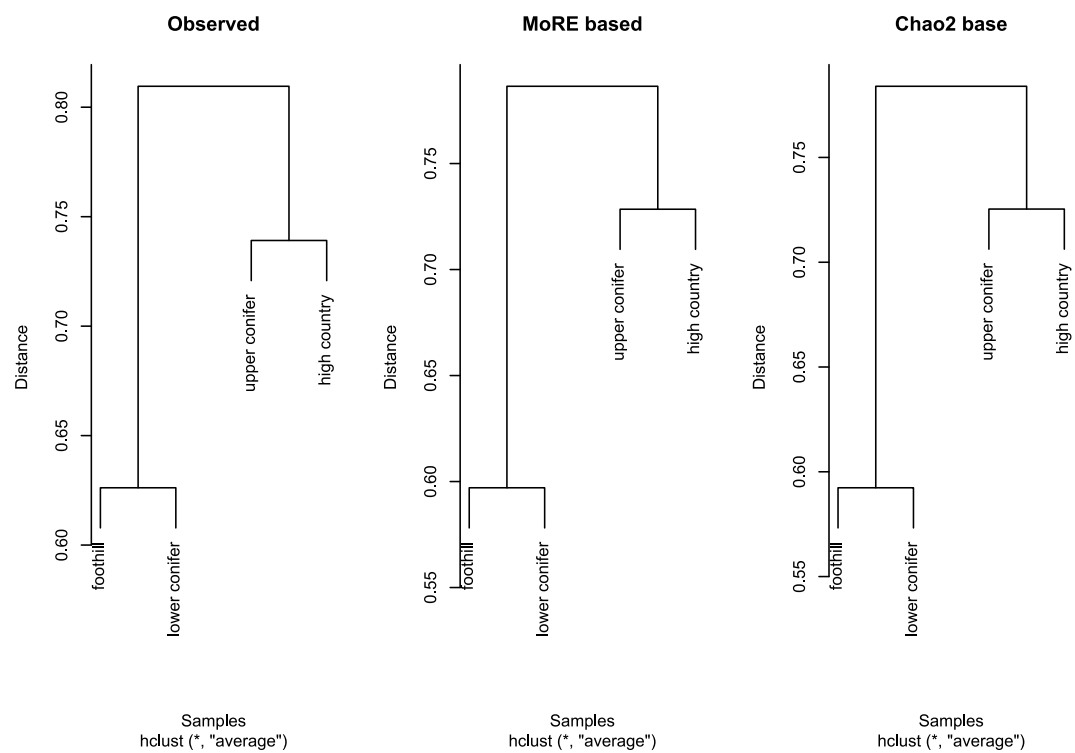 Observed
0.80
0.75
0.70
0.65
0.60
Distance
foothill
lower conifer
upper conifer
high country
Samples
hclust (*, "average")
MoRE based
0.75
0.70
0.65
0.60
0.55
Distance
foothill
lower conifer
upper conifer
high country
Samples
hclust (*, "average")
Chao2 base
0.75
0.70
0.65
0.60
0.55
Distance
foothill
lower conifer
upper conifer
high country
Samples
hclust (*, "average")